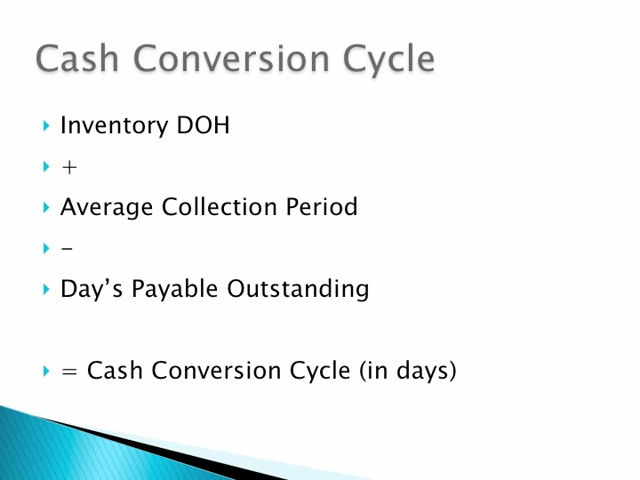 Cash Conversion Cycle
Inventory DOH
+
Average Collection Period
–
Day’s Payable Outstanding
= Cash Conversion Cycle (in days)